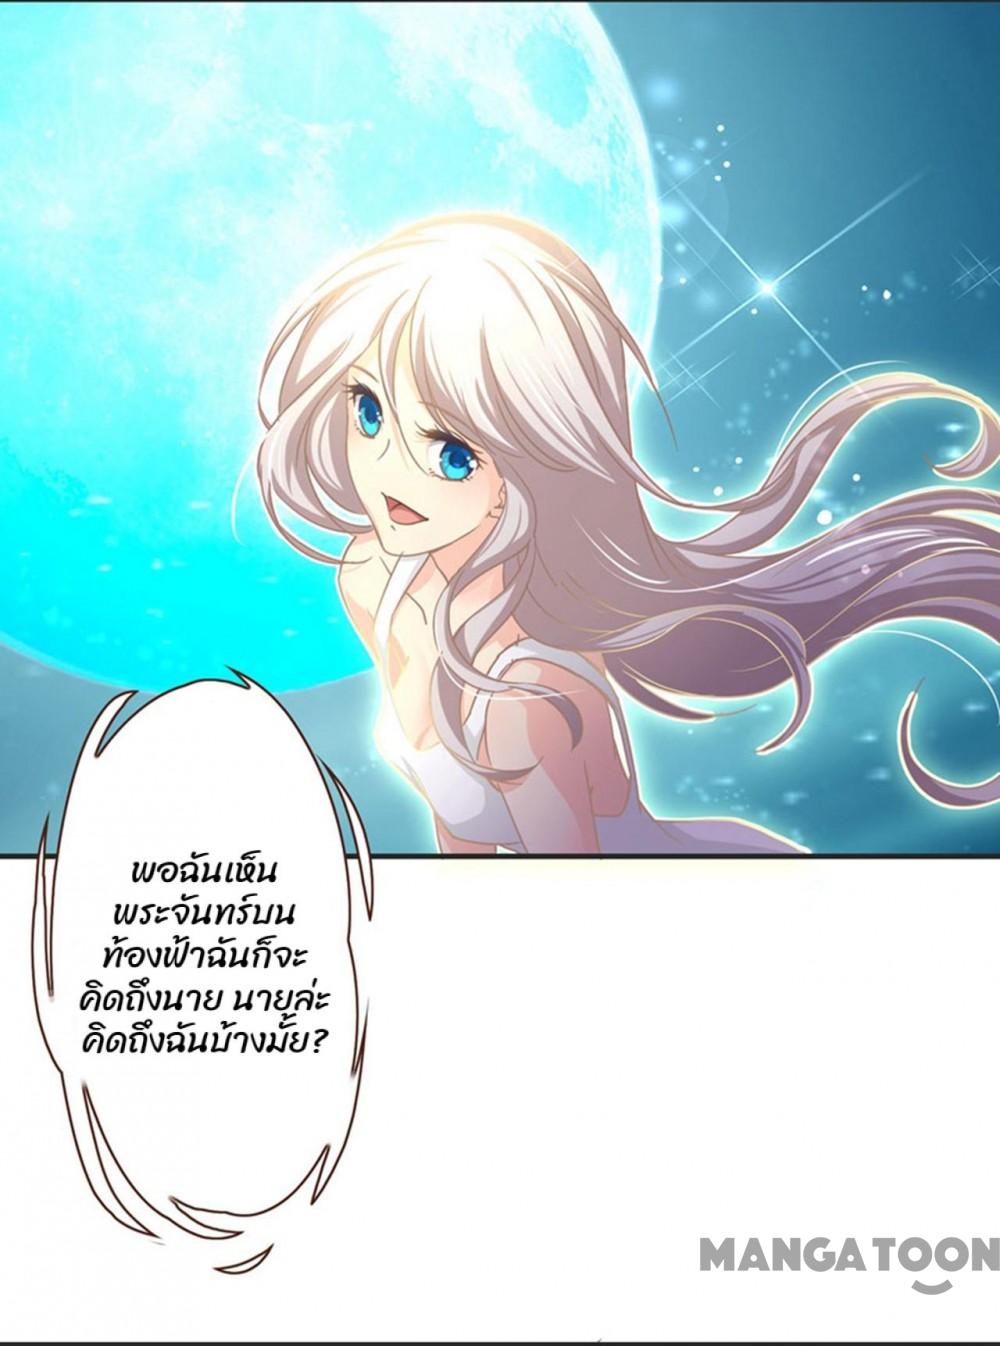 พอฉันเห็น
พระจันทร์บน
ท้องฟ้าฉันก็จะ
คิดถึงนาย นายล่ะ
คิดถึงฉันบ้างมั้ย?
MANGATOON